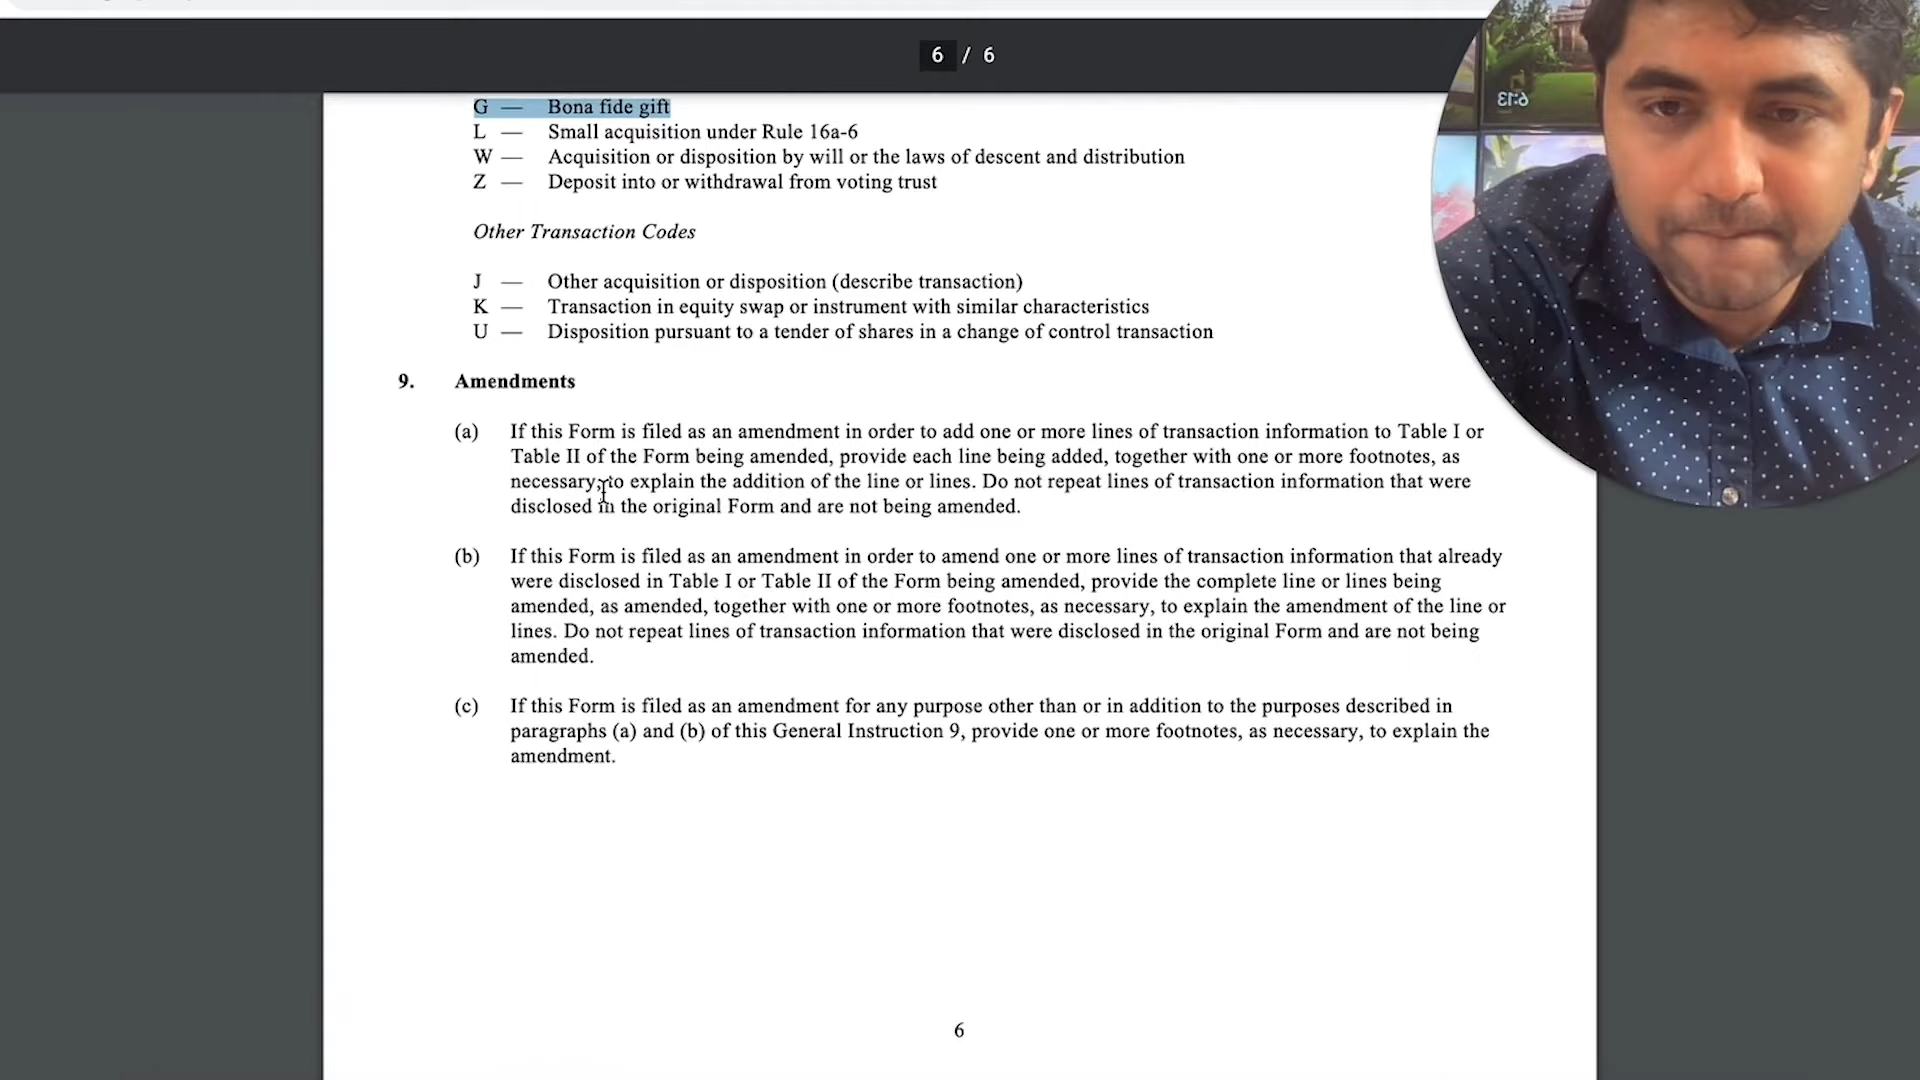 6 / 6
G — Bona fide gift
L — Small acquisition under Rule 16a-6
W — Acquisition or disposition by will or the laws of descent and distribution
Z — Deposit into or withdrawal from voting trust
Other Transaction Codes
J — Other acquisition or disposition (describe transaction)
K — Transaction in equity swap or instrument with similar characteristics
U — Disposition pursuant to a tender of shares in a change of control transaction
9. Amendments
(a) If this Form is filed as an amendment in order to add one or more lines of transaction information to Table I or
Table II of the Form being amended, provide each line being added, together with one or more footnotes, as
necessary, to explain the addition of the line or lines. Do not repeat lines of transaction information that were
disclosed in the original Form and are not being amended.
(b) If this Form is filed as an amendment in order to amend one or more lines of transaction information that already
were disclosed in Table I or Table II of the Form being amended, provide the complete line or lines being
amended, as amended, together with one or more footnotes, as necessary, to explain the amendment of the line or
lines. Do not repeat lines of transaction information that were disclosed in the original Form and are not being
amended.
(c) If this Form is filed as an amendment for any purpose other than or in addition to the purposes described in
paragraphs (a) and (b) of this General Instruction 9, provide one or more footnotes, as necessary, to explain the
amendment.
6
6:13